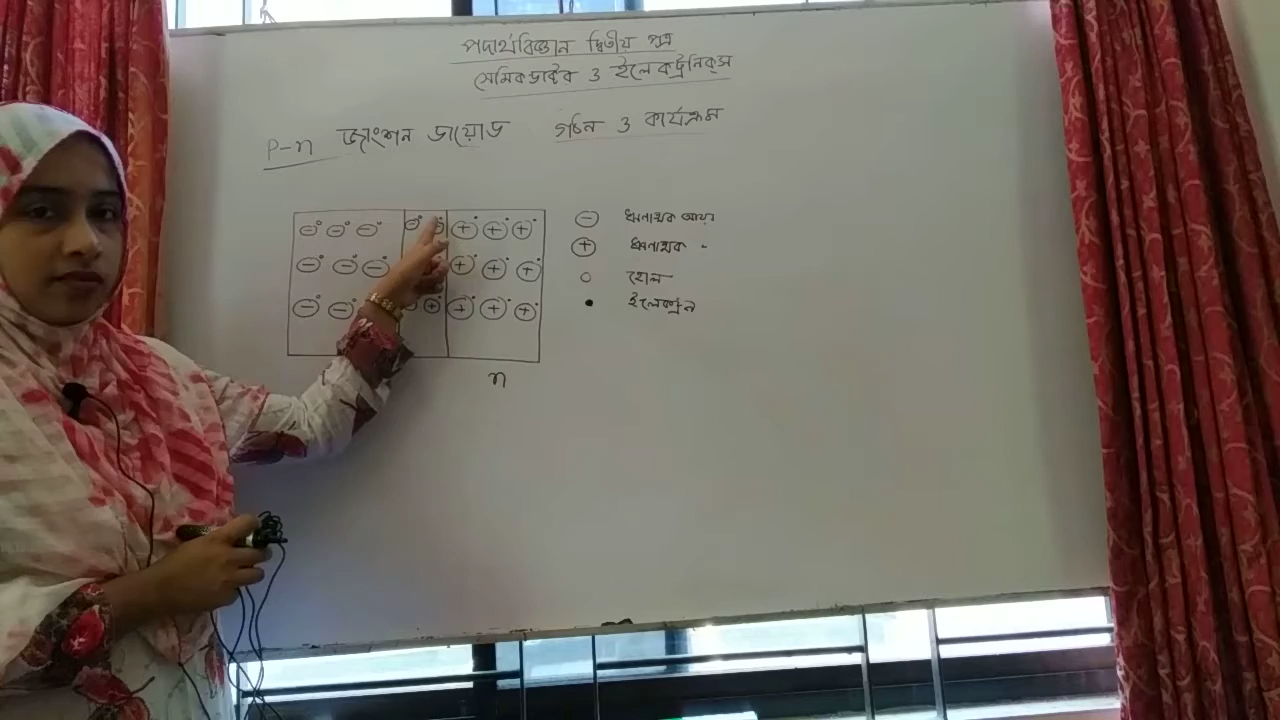 পদার্থবিজ্ঞান দ্বিতীয় পত্র
সেমিকন্ডাক্টর ও ইলেকট্রনিক্স
P-n জাংশন ডায়োড গঠন ও কার্যক্রম
- ঋনাত্মক আয়ন
+ ধনাত্মক "
হোল
ইলেকট্রন
n